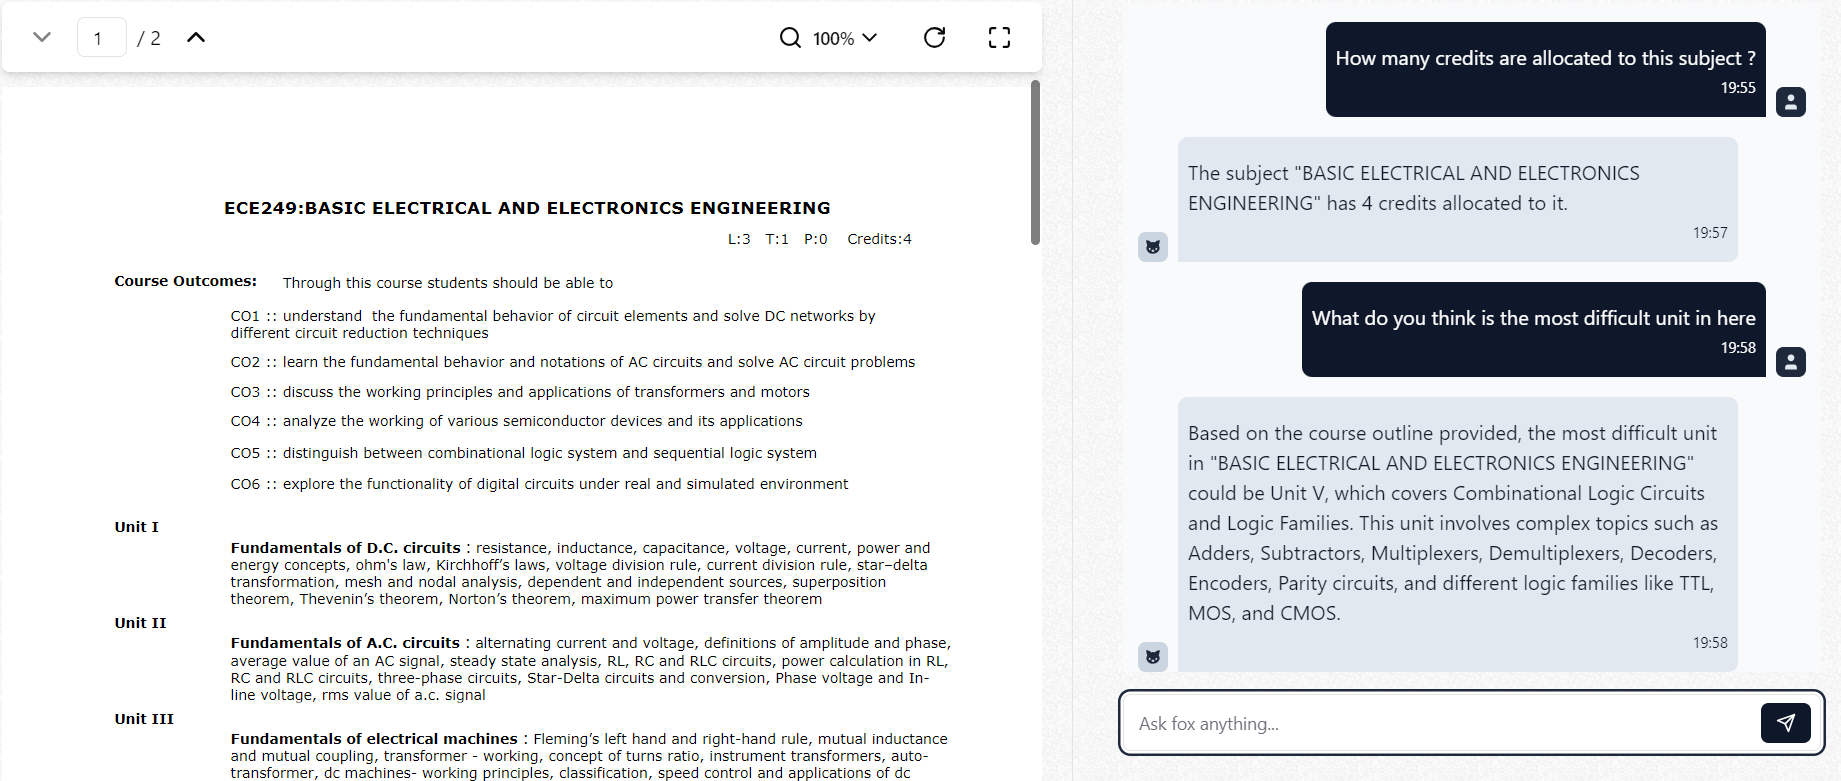 1 / 2
100%
ECE249:BASIC ELECTRICAL AND ELECTRONICS ENGINEERING
L:3 T:1 P:0 Credits:4
Course Outcomes: Through this course students should be able to
CO1 :: understand the fundamental behavior of circuit elements and solve DC networks by
different circuit reduction techniques
CO2 :: learn the fundamental behavior and notations of AC circuits and solve AC circuit problems
CO3 :: discuss the working principles and applications of transformers and motors
CO4 :: analyze the working of various semiconductor devices and its applications
CO5 :: distinguish between combinational logic system and sequential logic system
CO6 :: explore the functionality of digital circuits under real and simulated environment
Unit I
Fundamentals of D.C. circuits : resistance, inductance, capacitance, voltage, current, power and
energy concepts, ohm's law, Kirchhoff’s laws, voltage division rule, current division rule, star–delta
transformation, mesh and nodal analysis, dependent and independent sources, superposition
theorem, Thevenin’s theorem, Norton’s theorem, maximum power transfer theorem
Unit II
Fundamentals of A.C. circuits : alternating current and voltage, definitions of amplitude and phase,
average value of an AC signal, steady state analysis, RL, RC and RLC circuits, power calculation in RL,
RC and RLC circuits, three-phase circuits, Star-Delta circuits and conversion, Phase voltage and In-
line voltage, rms value of a.c. signal
Unit III
Fundamentals of electrical machines : Fleming’s left hand and right-hand rule, mutual inductance
and mutual coupling, transformer - working, concept of turns ratio, instrument transformers, auto-
transformer, dc machines- working principles, classification, speed control and applications of dc
How many credits are allocated to this subject ?
19:55
The subject "BASIC ELECTRICAL AND ELECTRONICS
ENGINEERING" has 4 credits allocated to it.
19:57
What do you think is the most difficult unit in here
19:58
Based on the course outline provided, the most difficult unit
in "BASIC ELECTRICAL AND ELECTRONICS ENGINEERING"
could be Unit V, which covers Combinational Logic Circuits
and Logic Families. This unit involves complex topics such as
Adders, Subtractors, Multiplexers, Demultiplexers, Decoders,
Encoders, Parity circuits, and different logic families like TTL,
MOS, and CMOS.
19:58
Ask fox anything...